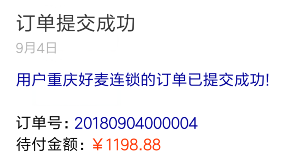 订单提交成功
9月4日
用户重庆好麦连锁的订单已提交成功!
订单号: 20180904000004
待付金额: ￥1198.88